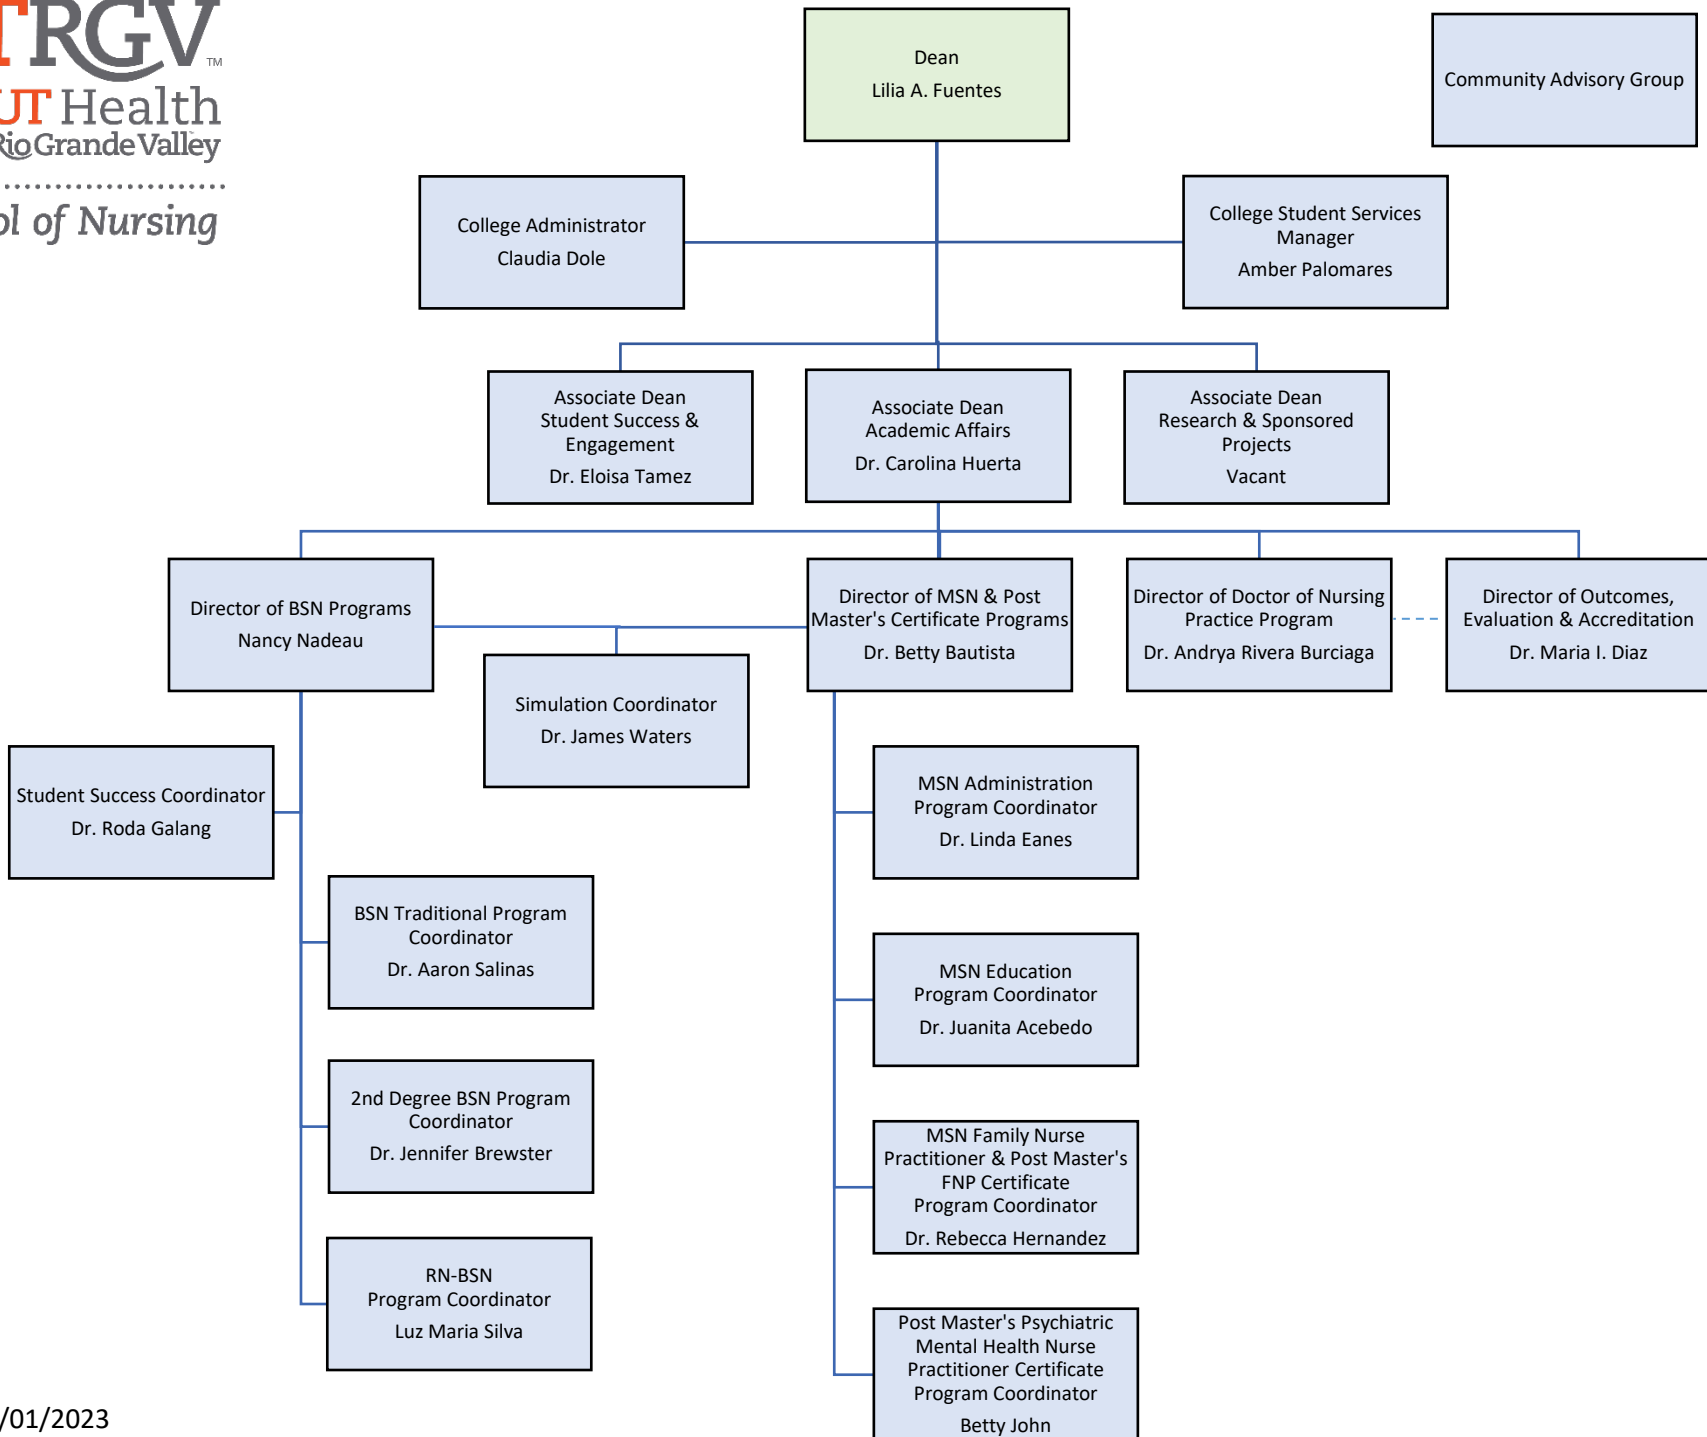 TRGV
TM
UT Health
RioGrandeValley
ol of Nursing
Dean
Lilia A. Fuentes
Community Advisory Group
College Administrator
Claudia Dole
College Student Services
Manager
Amber Palomares
Associate Dean
Student Success &
Engagement
Dr. Eloisa Tamez
Associate Dean
Academic Affairs
Dr. Carolina Huerta
Associate Dean
Research & Sponsored
Projects
Vacant
Director of BSN Programs
Nancy Nadeau
Director of MSN & Post
Master's Certificate Programs
Dr. Betty Bautista
Director of Doctor of Nursing
Practice Program
Dr. Andrya Rivera Burciaga
Director of Outcomes,
Evaluation & Accreditation
Dr. Maria I. Diaz
Simulation Coordinator
Dr. James Waters
Student Success Coordinator
Dr. Roda Galang
MSN Administration
Program Coordinator
Dr. Linda Eanes
BSN Traditional Program
Coordinator
Dr. Aaron Salinas
MSN Education
Program Coordinator
Dr. Juanita Acebedo
2nd Degree BSN Program
Coordinator
Dr. Jennifer Brewster
MSN Family Nurse
Practitioner & Post Master's
FNP Certificate
Program Coordinator
Dr. Rebecca Hernandez
RN-BSN
Program Coordinator
Luz Maria Silva
Post Master's Psychiatric
Mental Health Nurse
Practitioner Certificate
Program Coordinator
Betty John
/01/2023